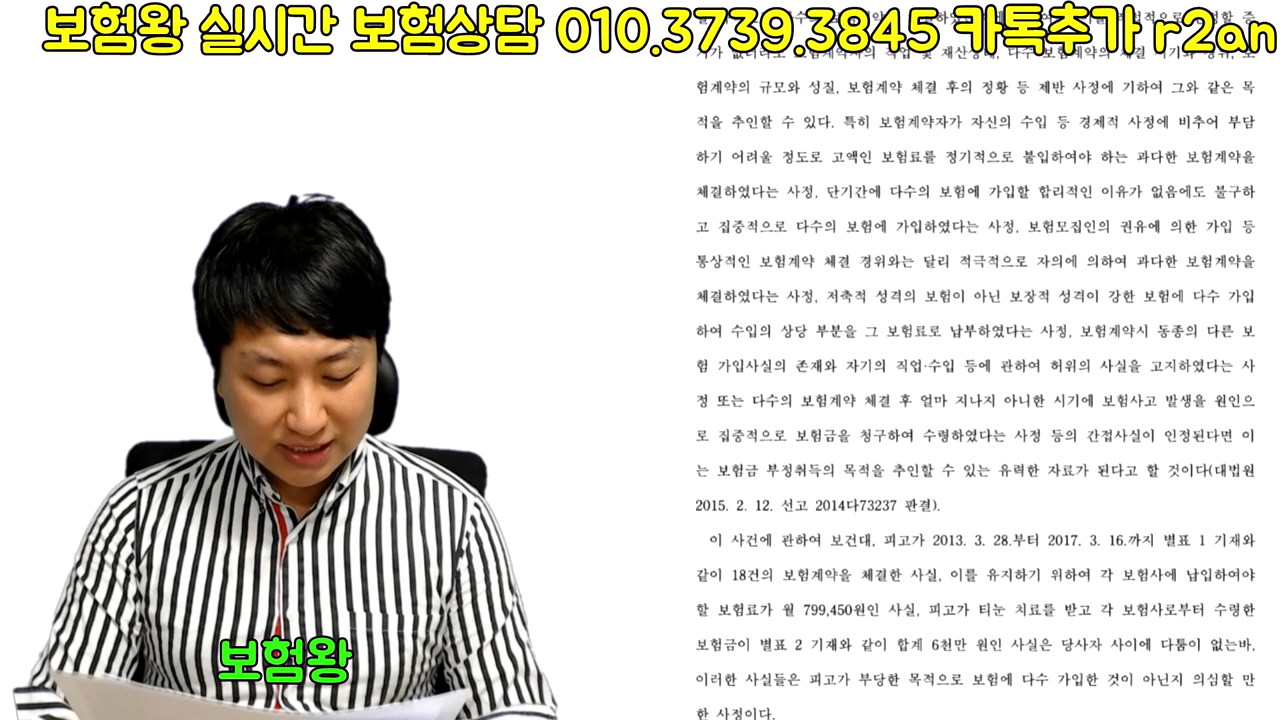 보험왕 실시간 보험상담 010.3739.3845 카톡추가 r2an
험계약의 규모와 성질, 보험계약 체결 후의 정황 등 제반 사정에 기하여 그와 같은 목
적을 추인할 수 있다. 특히 보험계약자가 자신의 수입 등 경제적 사정에 비추어 부담
하기 어려울 정도로 고액인 보험료를 정기적으로 불입하여야 하는 과다한 보험계약을
체결하였다는 사정, 단기간에 다수의 보험에 가입할 합리적인 이유가 없음에도 불구하
고 집중적으로 다수의 보험에 가입하였다는 사정, 보험모집인의 권유에 의한 가입 등
통상적인 보험계약 체결 경위와는 달리 적극적으로 자의에 의하여 과다한 보험계약을
체결하였다는 사정, 저축적 성격의 보험이 아닌 보장적 성격이 강한 보험에 다수 가입
하여 수입의 상당 부분을 그 보험료로 납부하였다는 사정, 보험계약시 동종의 다른 보
험 가입사실의 존재와 자기의 직업·수입 등에 관하여 허위의 사실을 고지하였다는 사
정 또는 다수의 보험계약 체결 후 얼마 지나지 아니한 시기에 보험사고 발생을 원인으
로 집중적으로 보험금을 청구하여 수령하였다는 사정 등의 간접사실이 인정된다면 이
는 보험금 부정취득의 목적을 추인할 수 있는 유력한 자료가 된다고 할 것이다(대법원
2015. 2. 12. 선고 2014다73237 판결).
이 사건에 관하여 보건대, 피고가 2013. 3. 28.부터 2017. 3. 16.까지 별표 1 기재와
같이 18건의 보험계약을 체결한 사실, 이를 유지하기 위하여 각 보험사에 납입하여야
할 보험료가 월 799,450원인 사실, 피고가 티눈 치료를 받고 각 보험사로부터 수령한
보험금이 별표 2 기재와 같이 합계 6천만 원인 사실은 당사자 사이에 다툼이 없는바,
이러한 사실들은 피고가 부당한 목적으로 보험에 다수 가입한 것이 아닌지 의심할 만
한 사정이다.
보험왕